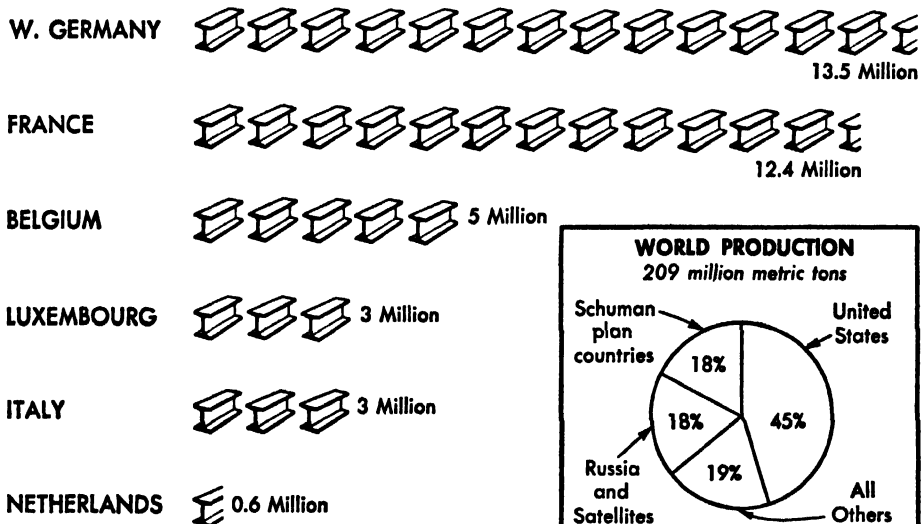 W. GERMANY
13.5 Million
FRANCE
12.4 Million
BELGIUM
5 Million
LUXEMBOURG
3 Million
ITALY
3 Million
NETHERLANDS
0.6 Million
WORLD PRODUCTION
209 million metric tons
Schuman
plan
countries
United
States
18%
45%
18%
19%
Russia
and
Satellites
All
Others